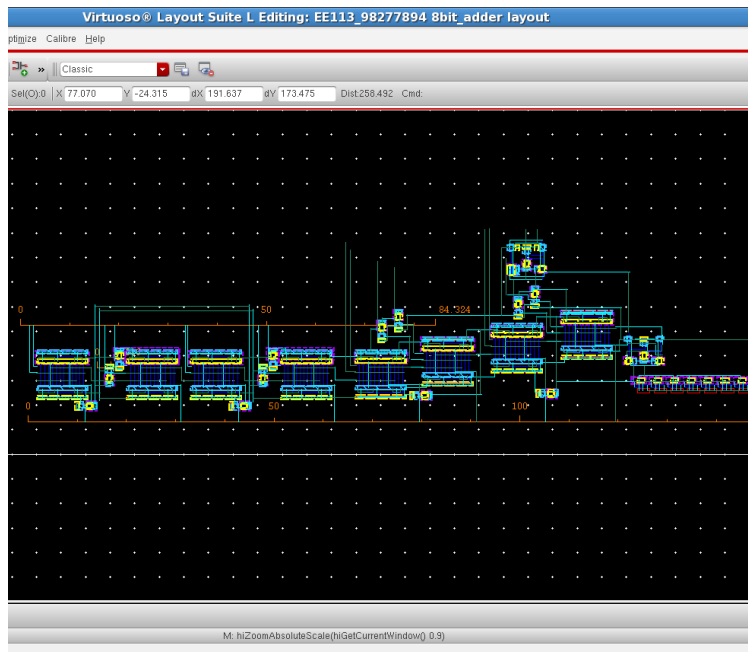 Virtuoso® Layout Suite L Editing: EE113_98277894 8bit_adder layout
ptimize Calibre Help
» Classic
Sel(O):0 X 77.070 Y -24.315 dX 191.637 dY 173.475 Dist:258.492 Cmd:
0 50 84.324
0
0 50 100
M: hiZoomAbsoluteScale(hiGetCurrentWindow() 0.9)